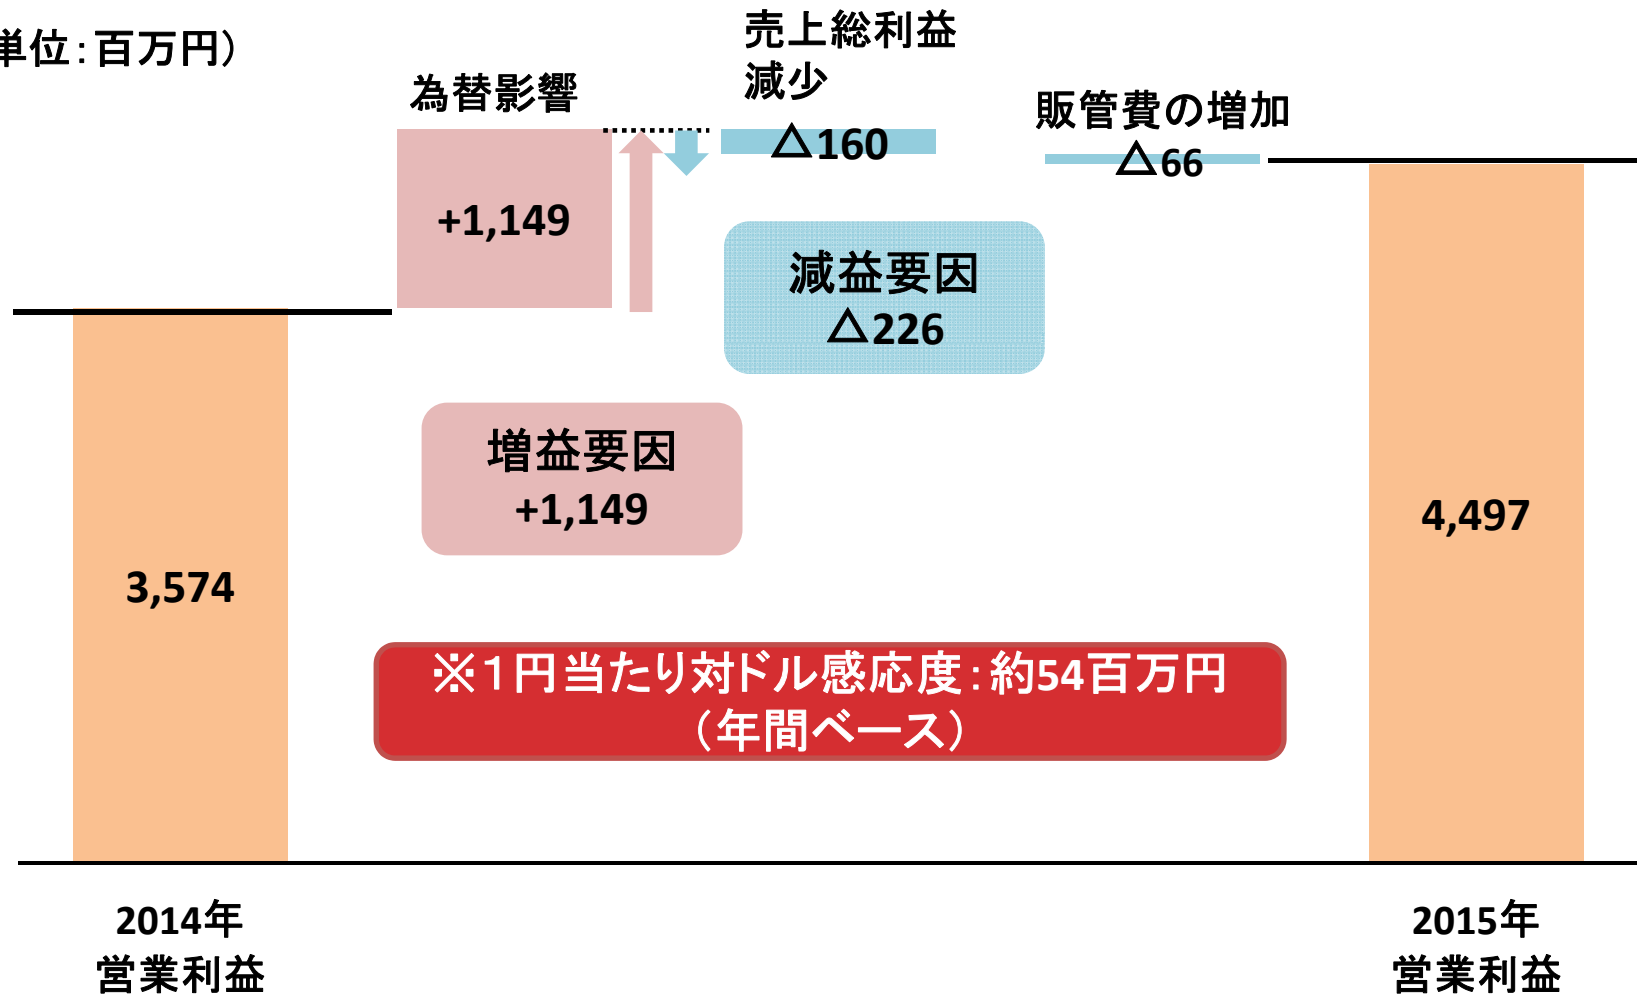 単位：百万円）
為替影響
+1,149
売上総利益
減少
△160
販管費の増加
△66
減益要因
△226
増益要因
+1,149
3,574
4,497
※１円当たり対ドル感応度：約54百万円
（年間ベース）
2014年
営業利益
2015年
営業利益